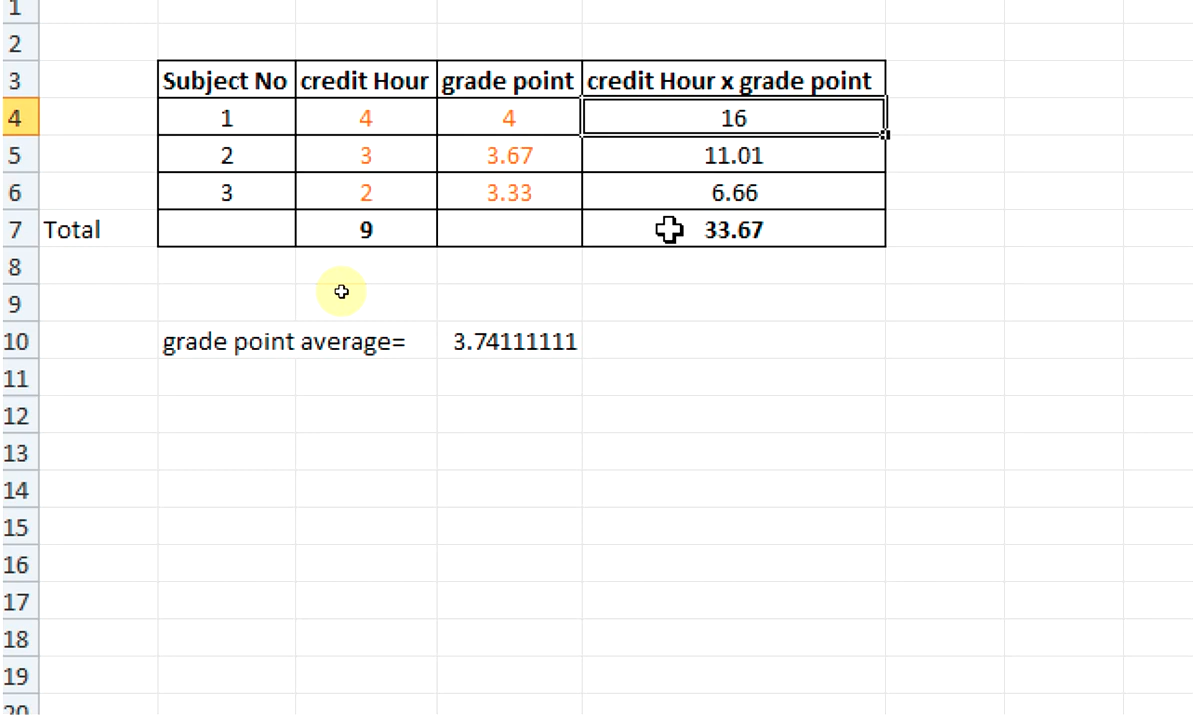 1
2
3 Subject No credit Hour grade point credit Hour x grade point
4 1 4 4 16
5 2 3 3.67 11.01
6 3 2 3.33 6.66
7 Total 9 33.67
8
9
10 grade point average= 3.74111111
11
12
13
14
15
16
17
18
19
20